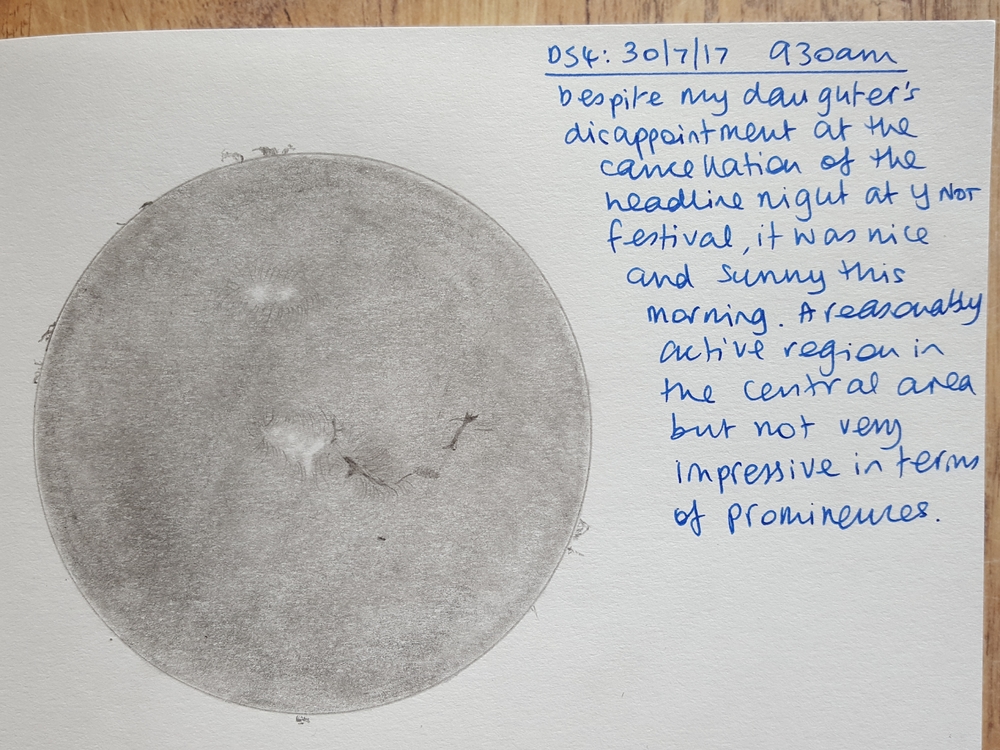 DS4: 30/7/17 930am
Despite my daughter's
disappointment at the
cancellation of the
headline night at Y NOT
festival, it was nice
and sunny this
morning. A reasonably
active region in
the central area
but not very
impressive in terms
of prominences.